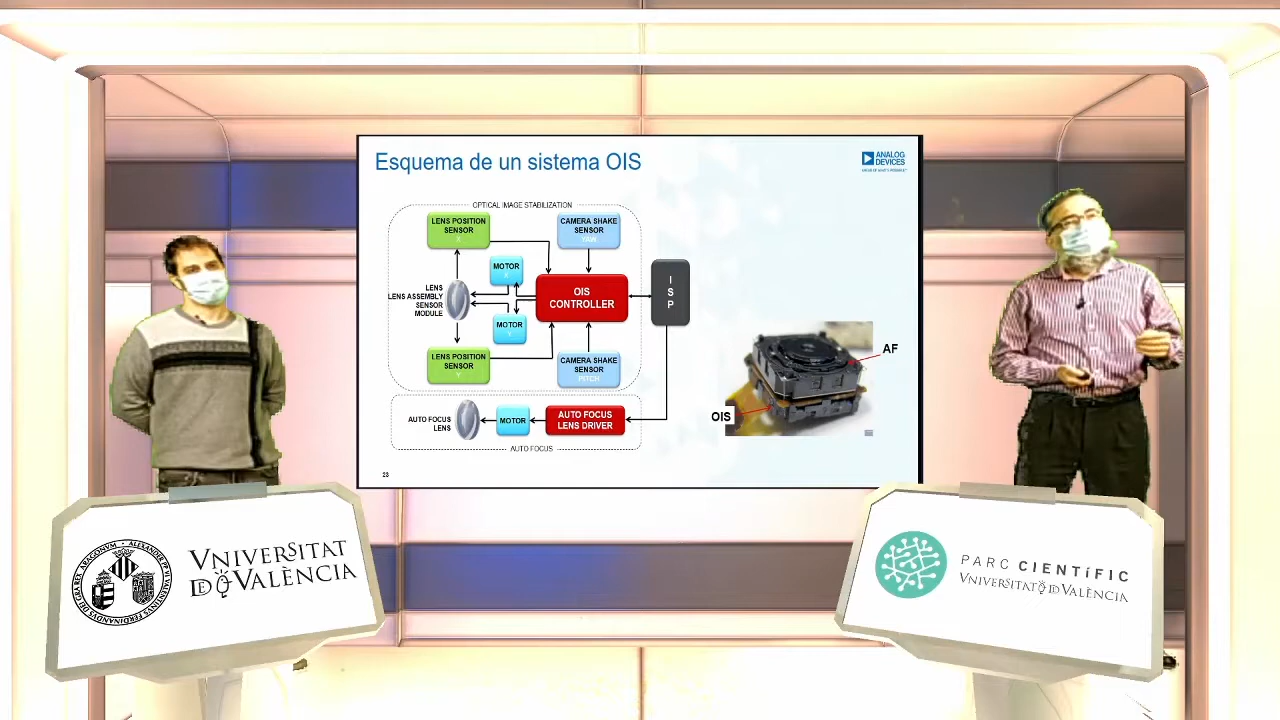 Esquema de un sistema OIS
ANALOG
DEVICES
OPTICAL IMAGE STABILIZATION
LENS POSITION
SENSOR
X
CAMERA SHAKE
SENSOR
YAW
MOTOR
X
LENS
LENS ASSEMBLY
SENSOR
MODULE
OIS
CONTROLLER
I
S
P
MOTOR
Y
LENS POSITION
SENSOR
Y
CAMERA SHAKE
SENSOR
PITCH
AUTO FOCUS
LENS
MOTOR
AUTO FOCUS
LENS DRIVER
AUTO FOCUS
AF
OIS
23
VNIVERSITAT
DE VALÈNCIA
PARC CIENTÍFIC
VNIVERSITAT DE VALÈNCIA